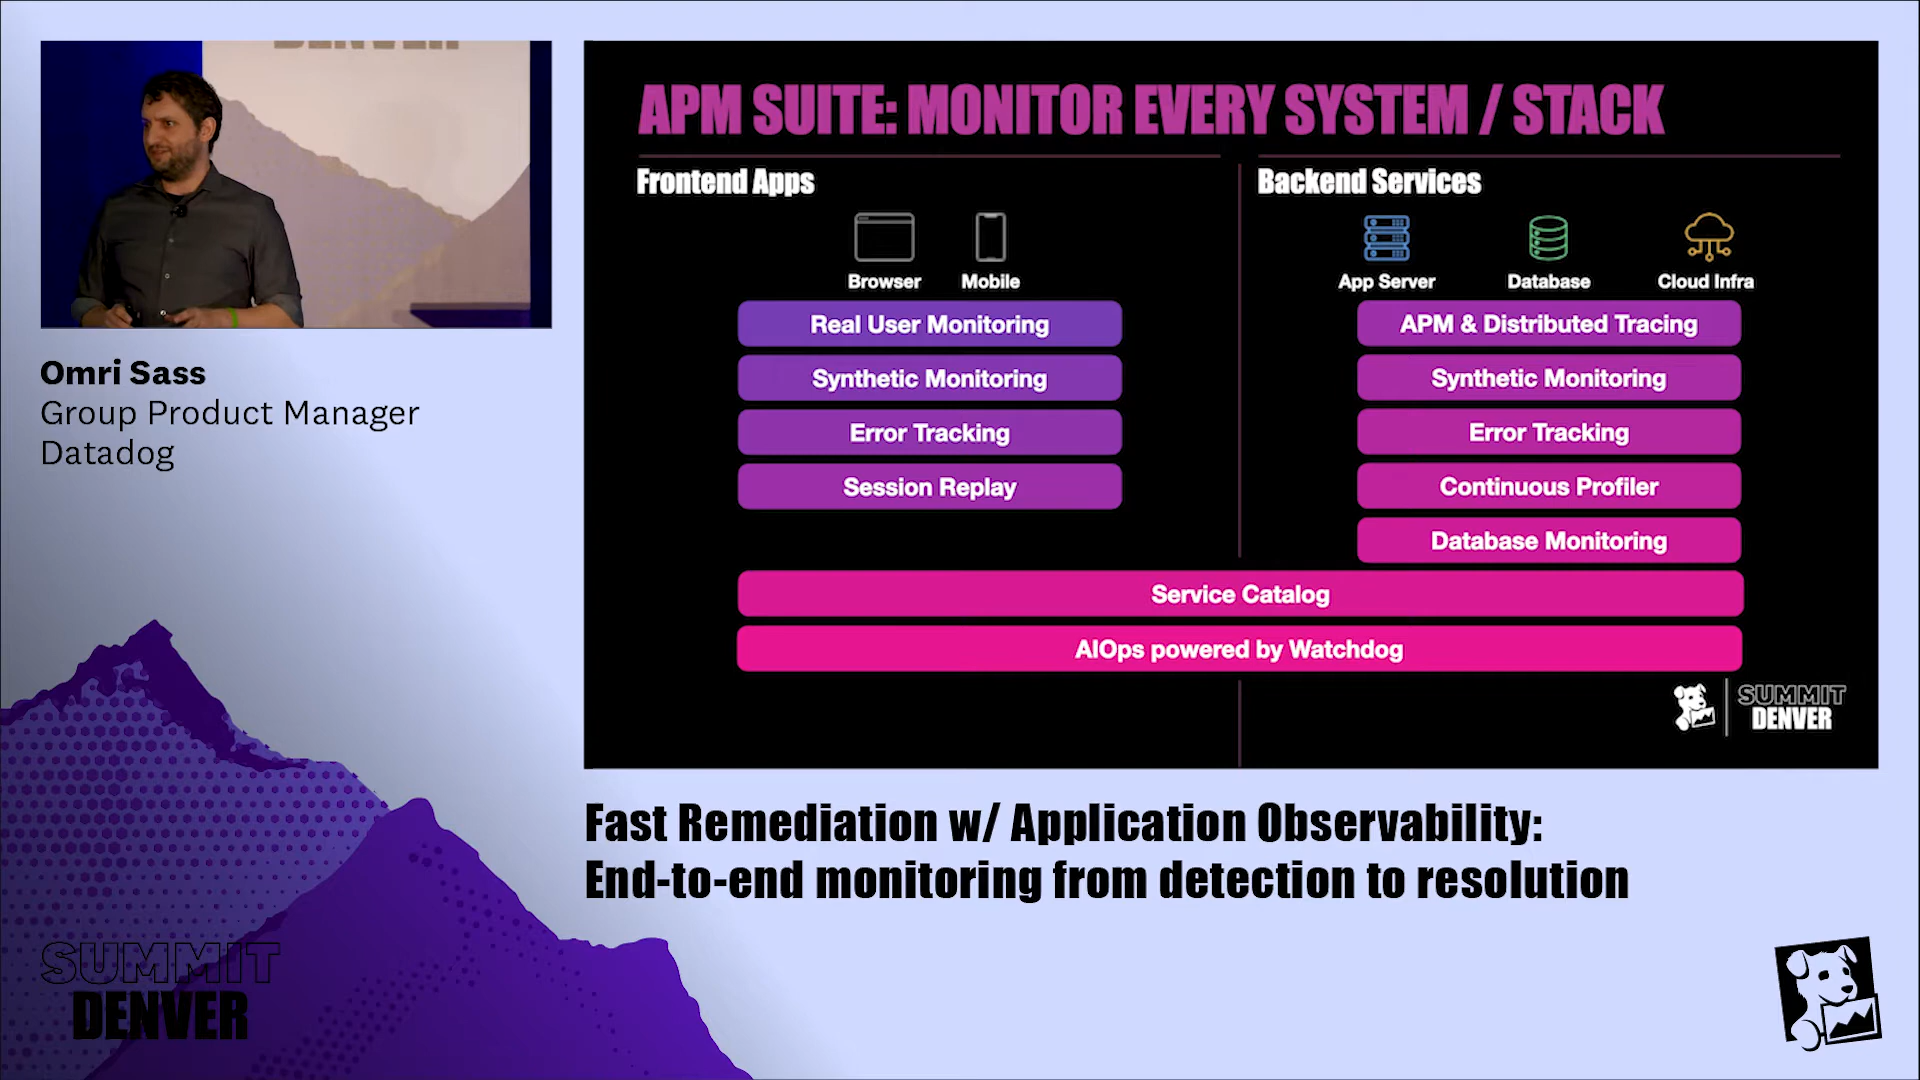 DENVER
Omri Sass
Group Product Manager
Datadog
APM SUITE: MONITOR EVERY SYSTEM / STACK
Frontend Apps
Browser
Mobile
Real User Monitoring
Synthetic Monitoring
Error Tracking
Session Replay
Backend Services
App Server
Database
Cloud Infra
APM & Distributed Tracing
Synthetic Monitoring
Error Tracking
Continuous Profiler
Database Monitoring
Service Catalog
AIOps powered by Watchdog
SUMMIT
DENVER
Fast Remediation w/ Application Observability:
End-to-end monitoring from detection to resolution
SUMMIT
DENVER